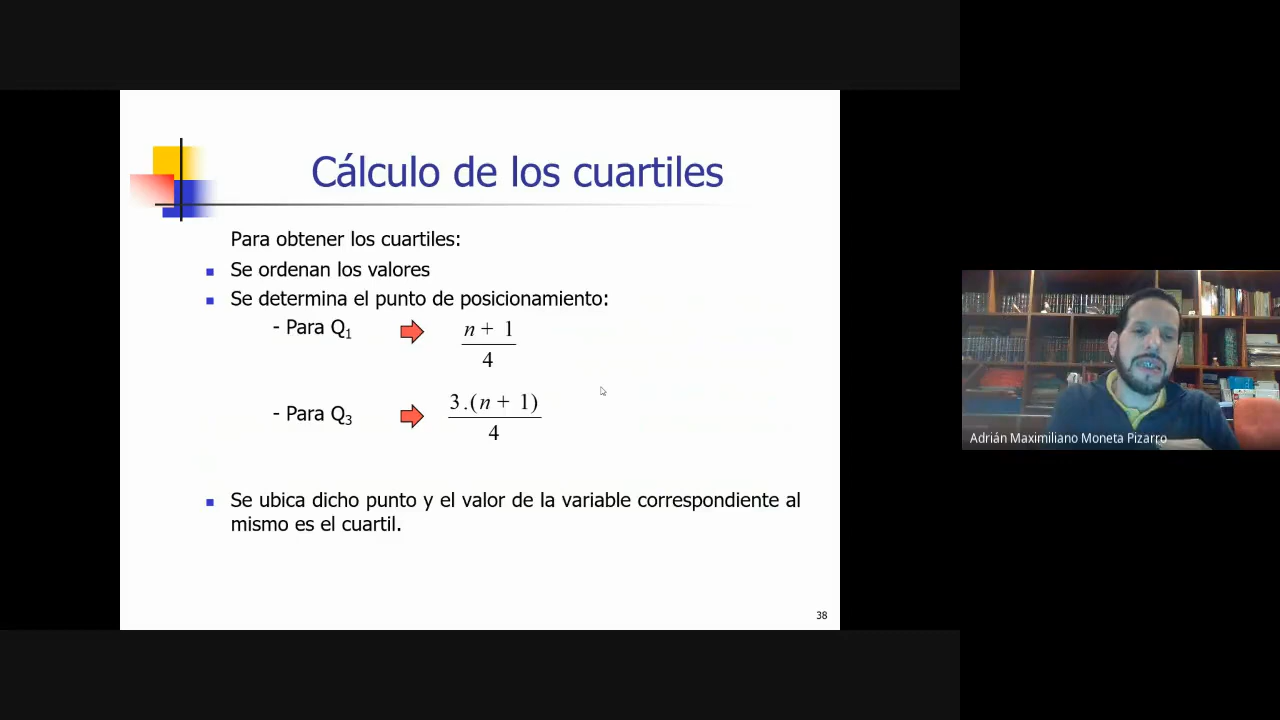 Cálculo de los cuartiles
Para obtener los cuartiles:
Se ordenan los valores
Se determina el punto de posicionamiento:
- Para Q1
n + 1
4
- Para Q3
3.(n + 1)
4
Se ubica dicho punto y el valor de la variable correspondiente al
mismo es el cuartil.
38
Adrián Maximiliano Moneta Pizarro